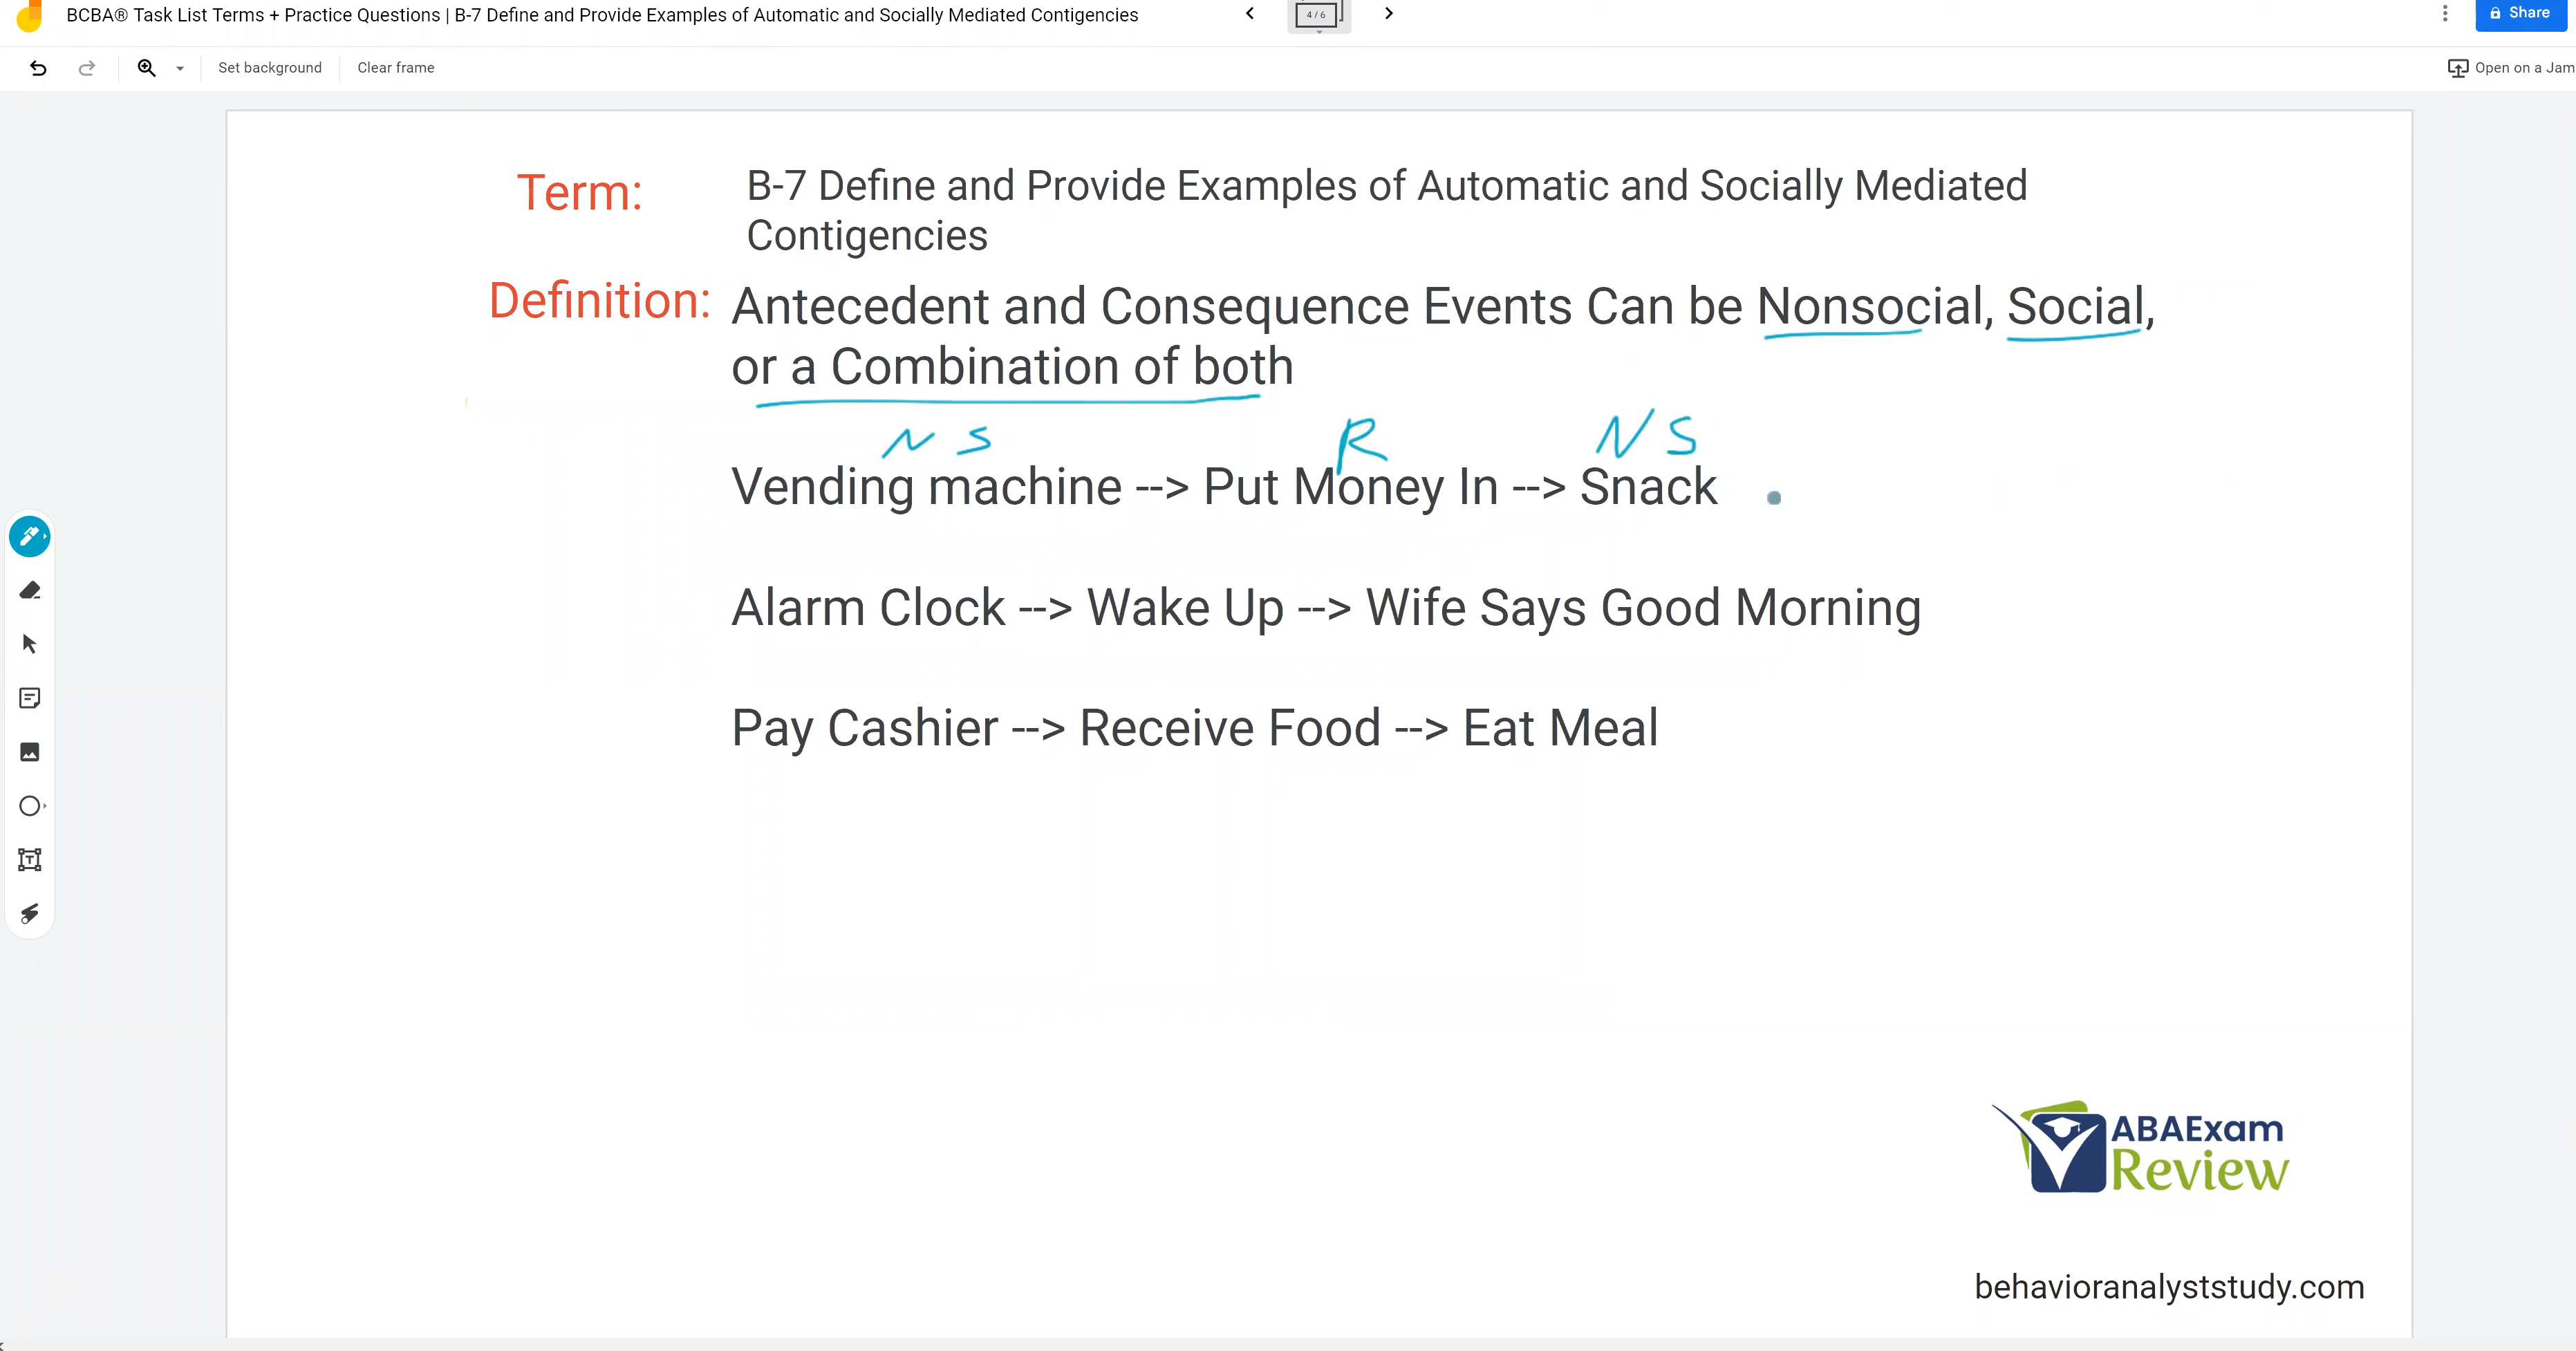 BCBA® Task List Terms + Practice Questions | B-7 Define and Provide Examples of Automatic and Socially Mediated Contigencies
4 / 6
Share
Set background
Clear frame
Open on a Jam
Term:
B-7 Define and Provide Examples of Automatic and Socially Mediated
Contigencies
Definition:
Antecedent and Consequence Events Can be Nonsocial, Social,
or a Combination of both
N S
R
N S
Vending machine --> Put Money In --> Snack
Alarm Clock --> Wake Up --> Wife Says Good Morning
Pay Cashier --> Receive Food --> Eat Meal
ABAExam
Review
behavioranalyststudy.com